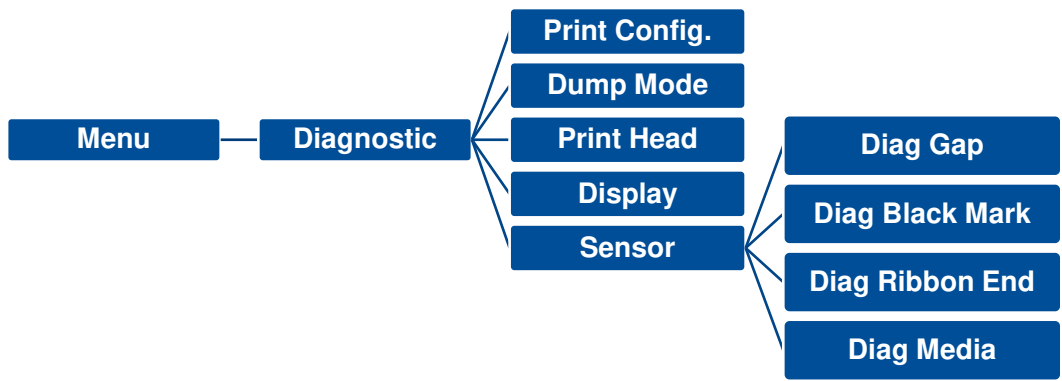 Menu
Diagnostic
Print Config.
Dump Mode
Print Head
Display
Sensor
Diag Gap
Diag Black Mark
Diag Ribbon End
Diag Media